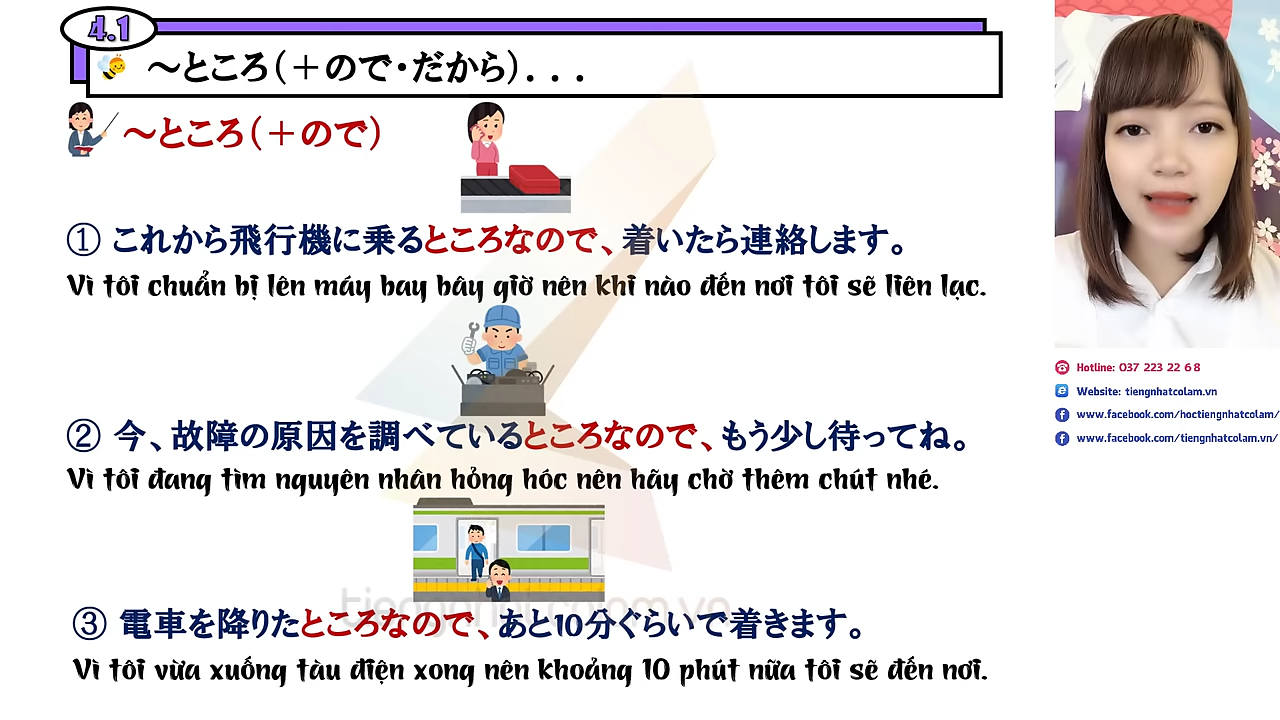 4.1
～ところ（＋ので・だから）...
～ところ（＋ので）
① これから飛行機に乗るところなので、着いたら連絡します。
Vì tôi chuẩn bị lên máy bay bây giờ nên khi nào đến nơi tôi sẽ liên lạc.
② 今、故障の原因を調べているところなので、もう少し待ってね。
Vì tôi đang tìm nguyên nhân hỏng hóc nên hãy chờ thêm chút nhé.
③ 電車を降りたところなので、あと10分ぐらいで着きます。
Vì tôi vừa xuống tàu điện xong nên khoảng 10 phút nữa tôi sẽ đến nơi.
tiengnhatcolam.vn
Hotline: 037 223 22 68
Website: tiengnhatcolam.vn
www.facebook.com/hoctiengnhatcolam/
www.facebook.com/tiengnhatcolam.vn/